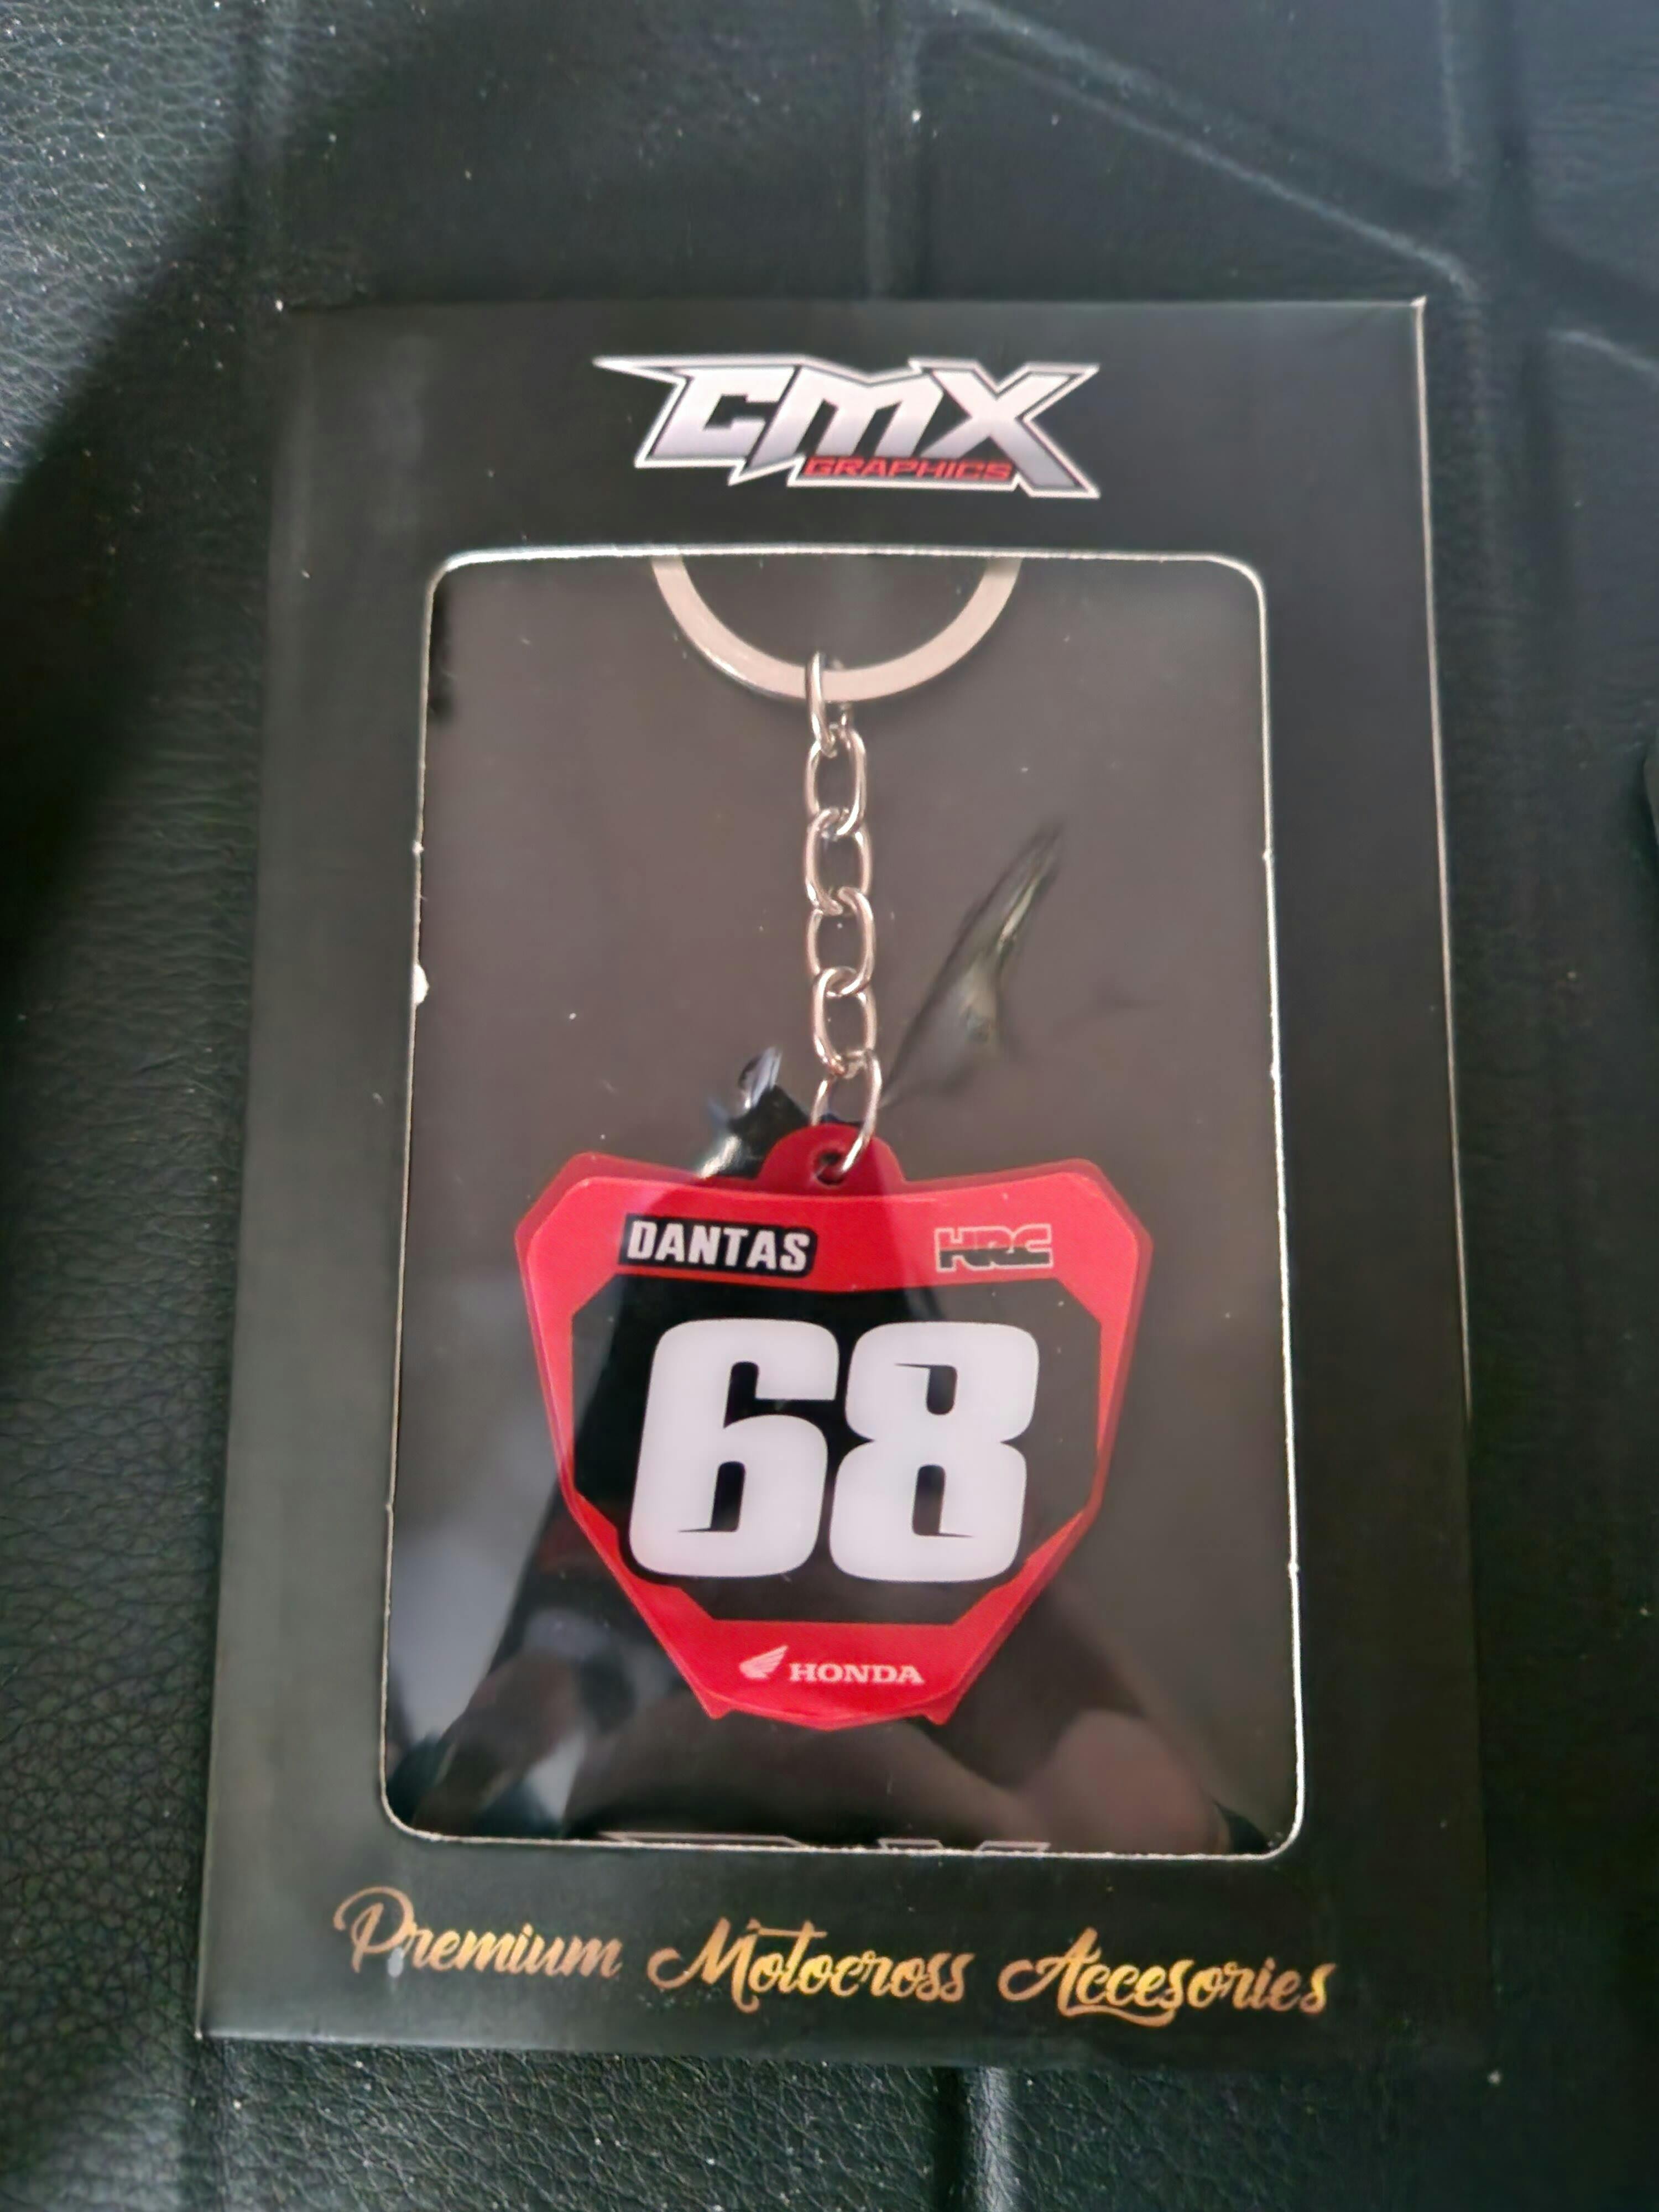 CMX
GRAPHICS
DANTAS HRC
68
HONDA
Premium Motocross Accesories